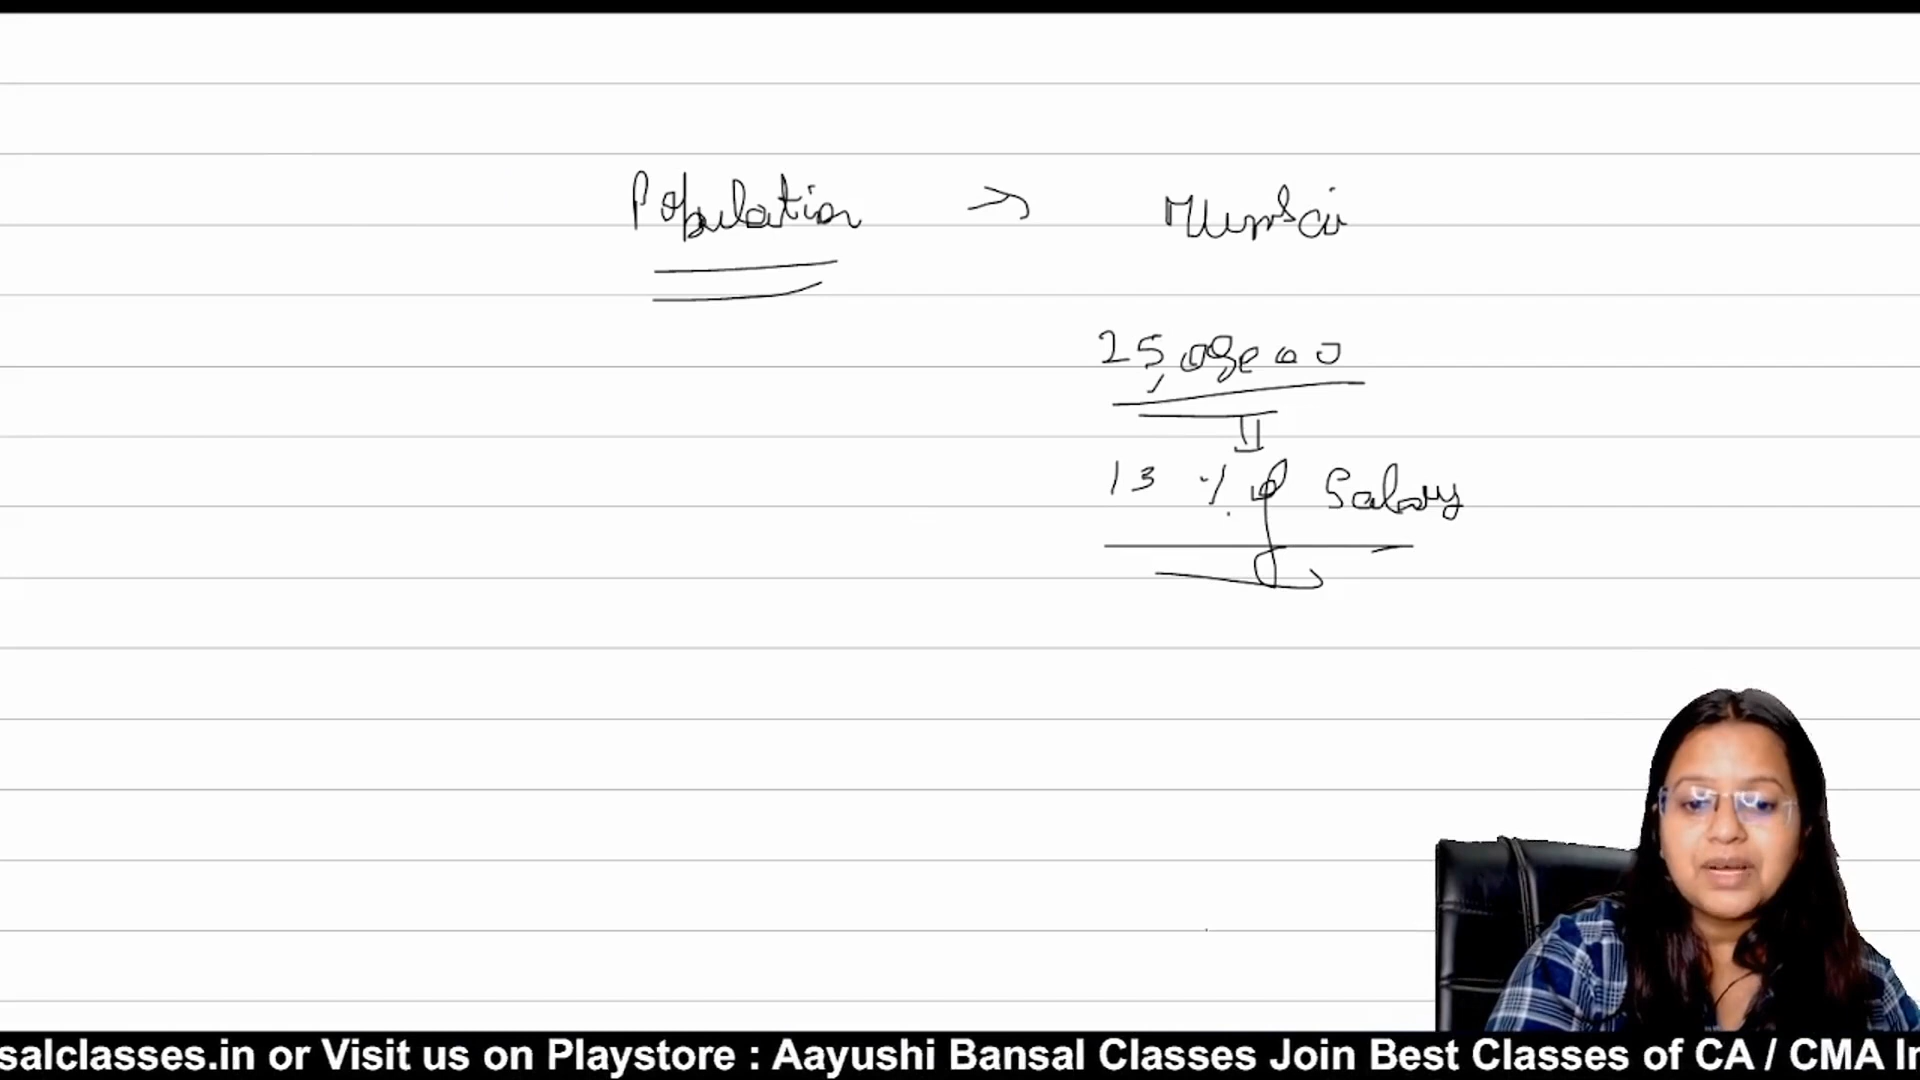 Population → Mumbai
25,00,000
13 % of Salary
salclasses.in or Visit us on Playstore : Aayushi Bansal Classes Join Best Classes of CA / CMA In